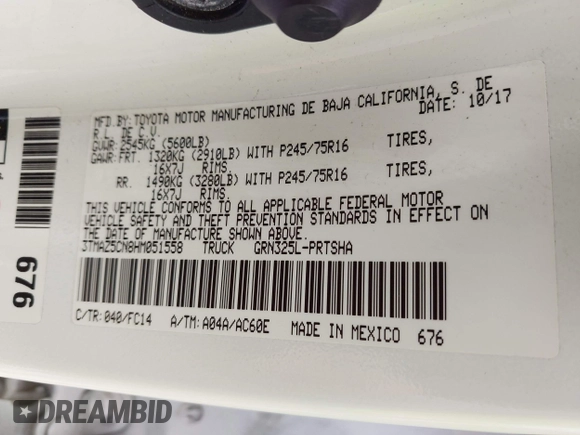 MFD BY: TOYOTA MOTOR MANUFACTURING DE BAJA CALIFORNIA, S. DE
R.L. DE C.V. DATE: 10/17
GVWR: 2545KG (5600LB)
GAWR: FRT. 1320KG (2910LB) WITH P245/75R16 TIRES,
16X7J RIMS.
RR. 1490KG (3280LB) WITH P245/75R16 TIRES,
16X7J RIMS.
THIS VEHICLE CONFORMS TO ALL APPLICABLE FEDERAL MOTOR
VEHICLE SAFETY AND THEFT PREVENTION STANDARDS IN EFFECT ON
THE DATE OF MANUFACTURE SHOWN ABOVE.
3TMAZ5CN0HM051558 TRUCK GRN325L-PRTSHA
C/TR: 040/FC14 A/TM: A04A/AC60E MADE IN MEXICO 676
676
DREAMBID